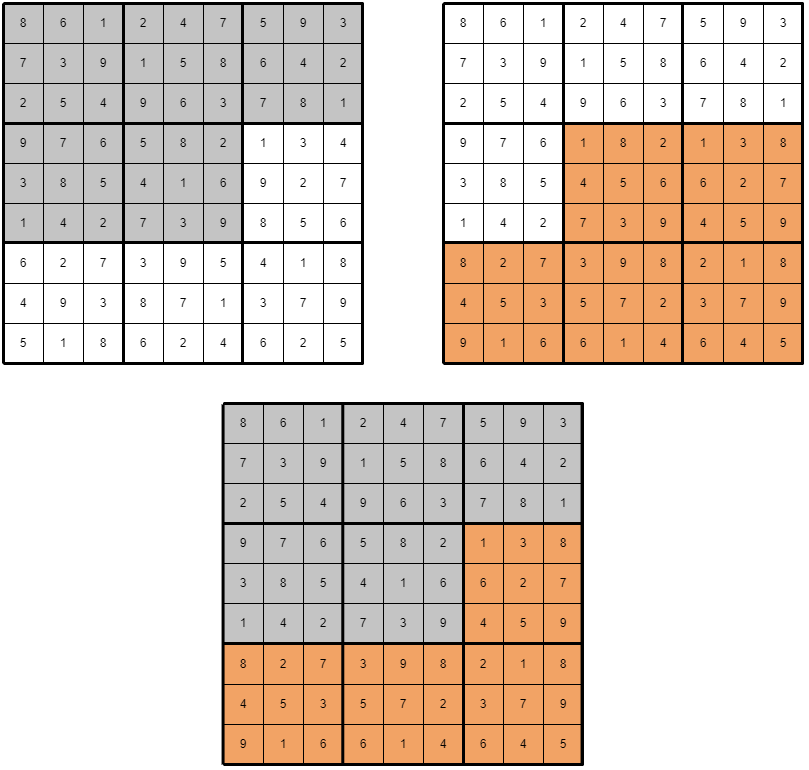 8 6 1 2 4 7 5 9 3
7 3 9 1 5 8 6 4 2
2 5 4 9 6 3 7 8 1
9 7 6 5 8 2 1 3 4
3 8 5 4 1 6 9 2 7
1 4 2 7 3 9 8 5 6
6 2 7 3 9 5 4 1 8
4 9 3 8 7 1 3 7 9
5 1 8 6 2 4 6 2 5
8 6 1 2 4 7 5 9 3
7 3 9 1 5 8 6 4 2
2 5 4 9 6 3 7 8 1
9 7 6 1 8 2 1 3 8
3 8 5 4 5 6 6 2 7
1 4 2 7 3 9 4 5 9
8 2 7 3 9 8 2 1 8
4 5 3 5 7 2 3 7 9
9 1 6 6 1 4 6 4 5
8 6 1 2 4 7 5 9 3
7 3 9 1 5 8 6 4 2
2 5 4 9 6 3 7 8 1
9 7 6 5 8 2 1 3 8
3 8 5 4 1 6 6 2 7
1 4 2 7 3 9 4 5 9
8 2 7 3 9 8 2 1 8
4 5 3 5 7 2 3 7 9
9 1 6 6 1 4 6 4 5